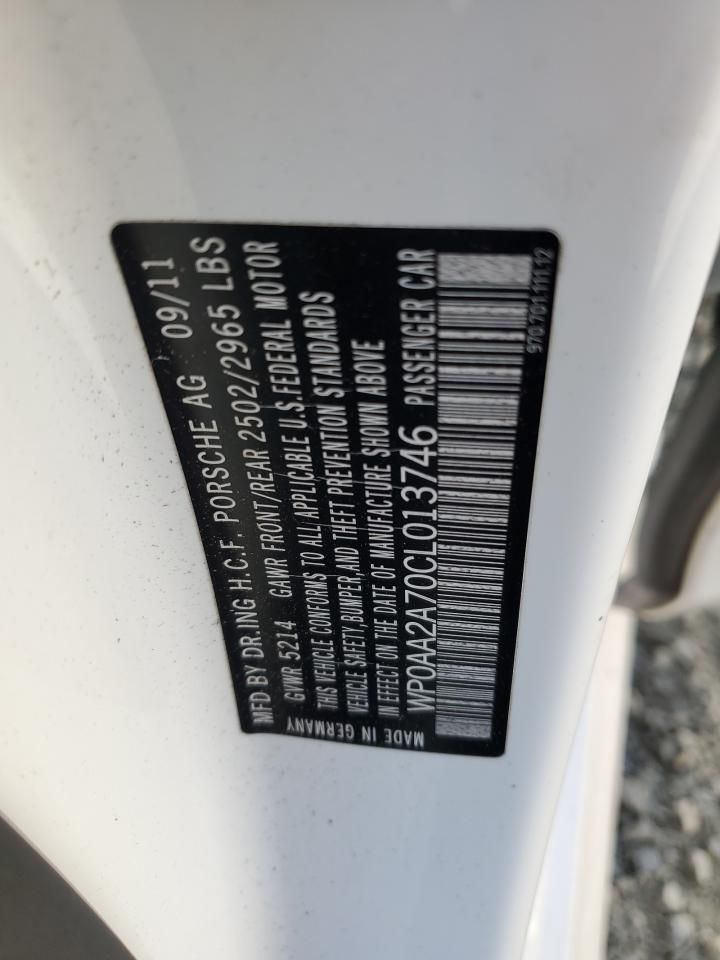 MFD BY DR.ING H.C.F. PORSCHE AG 09/11
GVWR 5214 GAWR FRONT/REAR 2502/2965 LBS
THIS VEHICLE CONFORMS TO ALL APPLICABLE U.S.FEDERAL MOTOR
VEHICLE SAFETY,BUMPER,AND THEFT PREVENTION STANDARDS
IN EFFECT ON THE DATE OF MANUFACTURE SHOWN ABOVE
MADE IN GERMANY WP0AA2A70CL013746 PASSENGER CAR
970.701.111.12